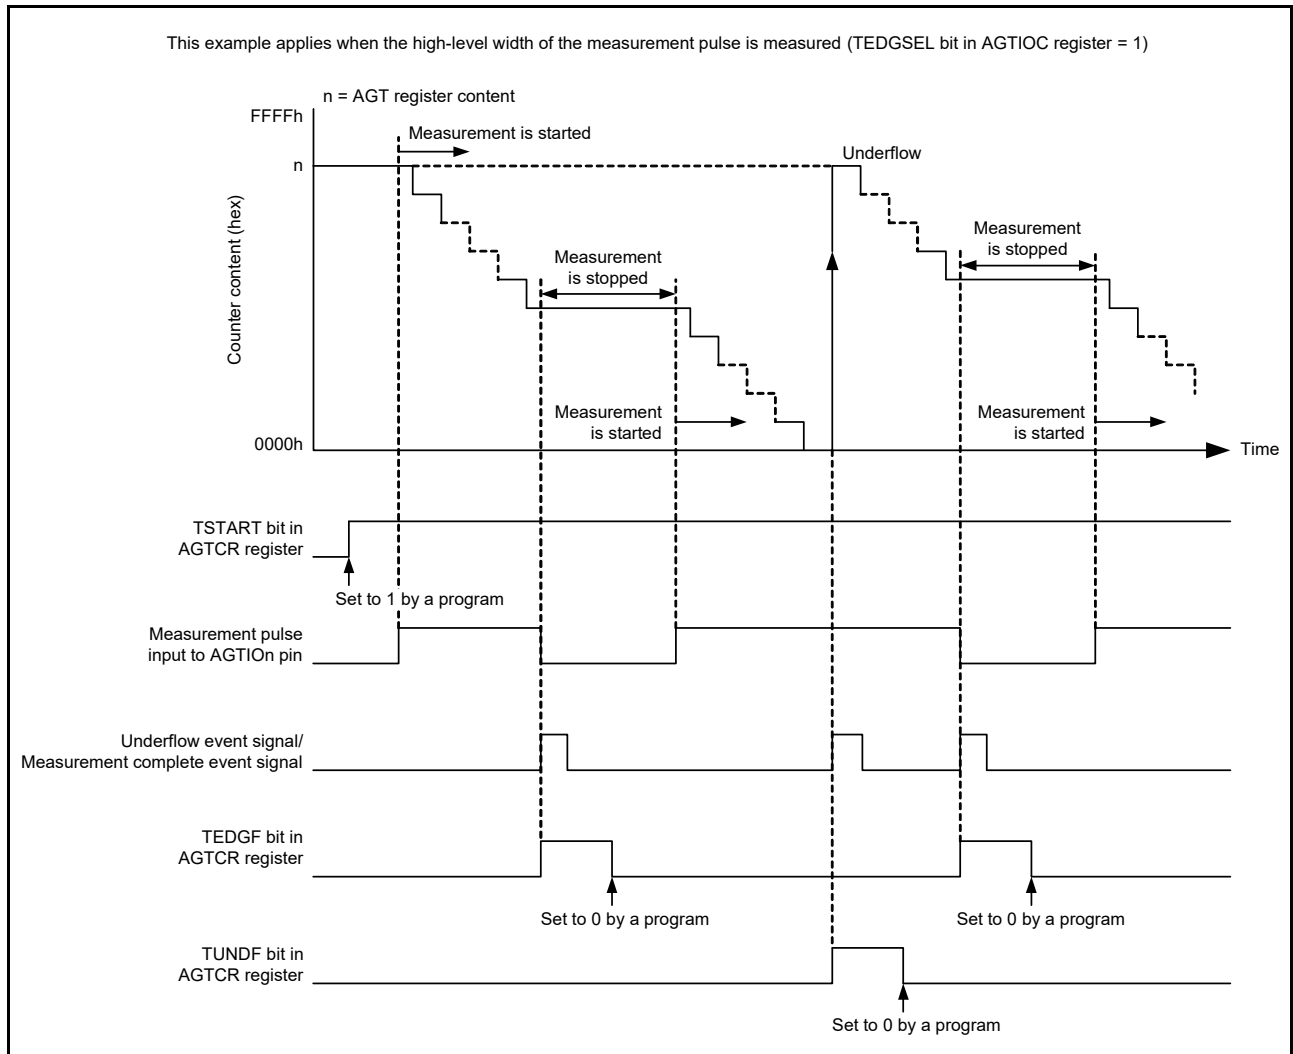 This example applies when the high-level width of the measurement pulse is measured (TEDGSEL bit in AGTIOC register = 1)
n = AGT register content
FFFFh
Measurement is started
n
Underflow
Counter content (hex)
Measurement
is stopped
Measurement
is stopped
Measurement
is started
Measurement
is started
0000h
Time
TSTART bit in
AGTCR register
Set to 1 by a program
Measurement pulse
input to AGTIOn pin
Underflow event signal/
Measurement complete event signal
TEDGF bit in
AGTCR register
Set to 0 by a program
Set to 0 by a program
TUNDF bit in
AGTCR register
Set to 0 by a program